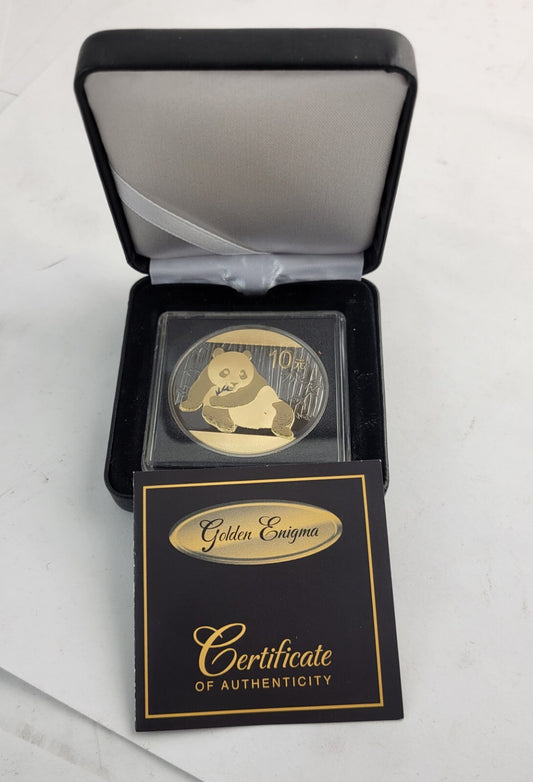 10元
Golden Enigma
Certificate
OF AUTHENTICITY